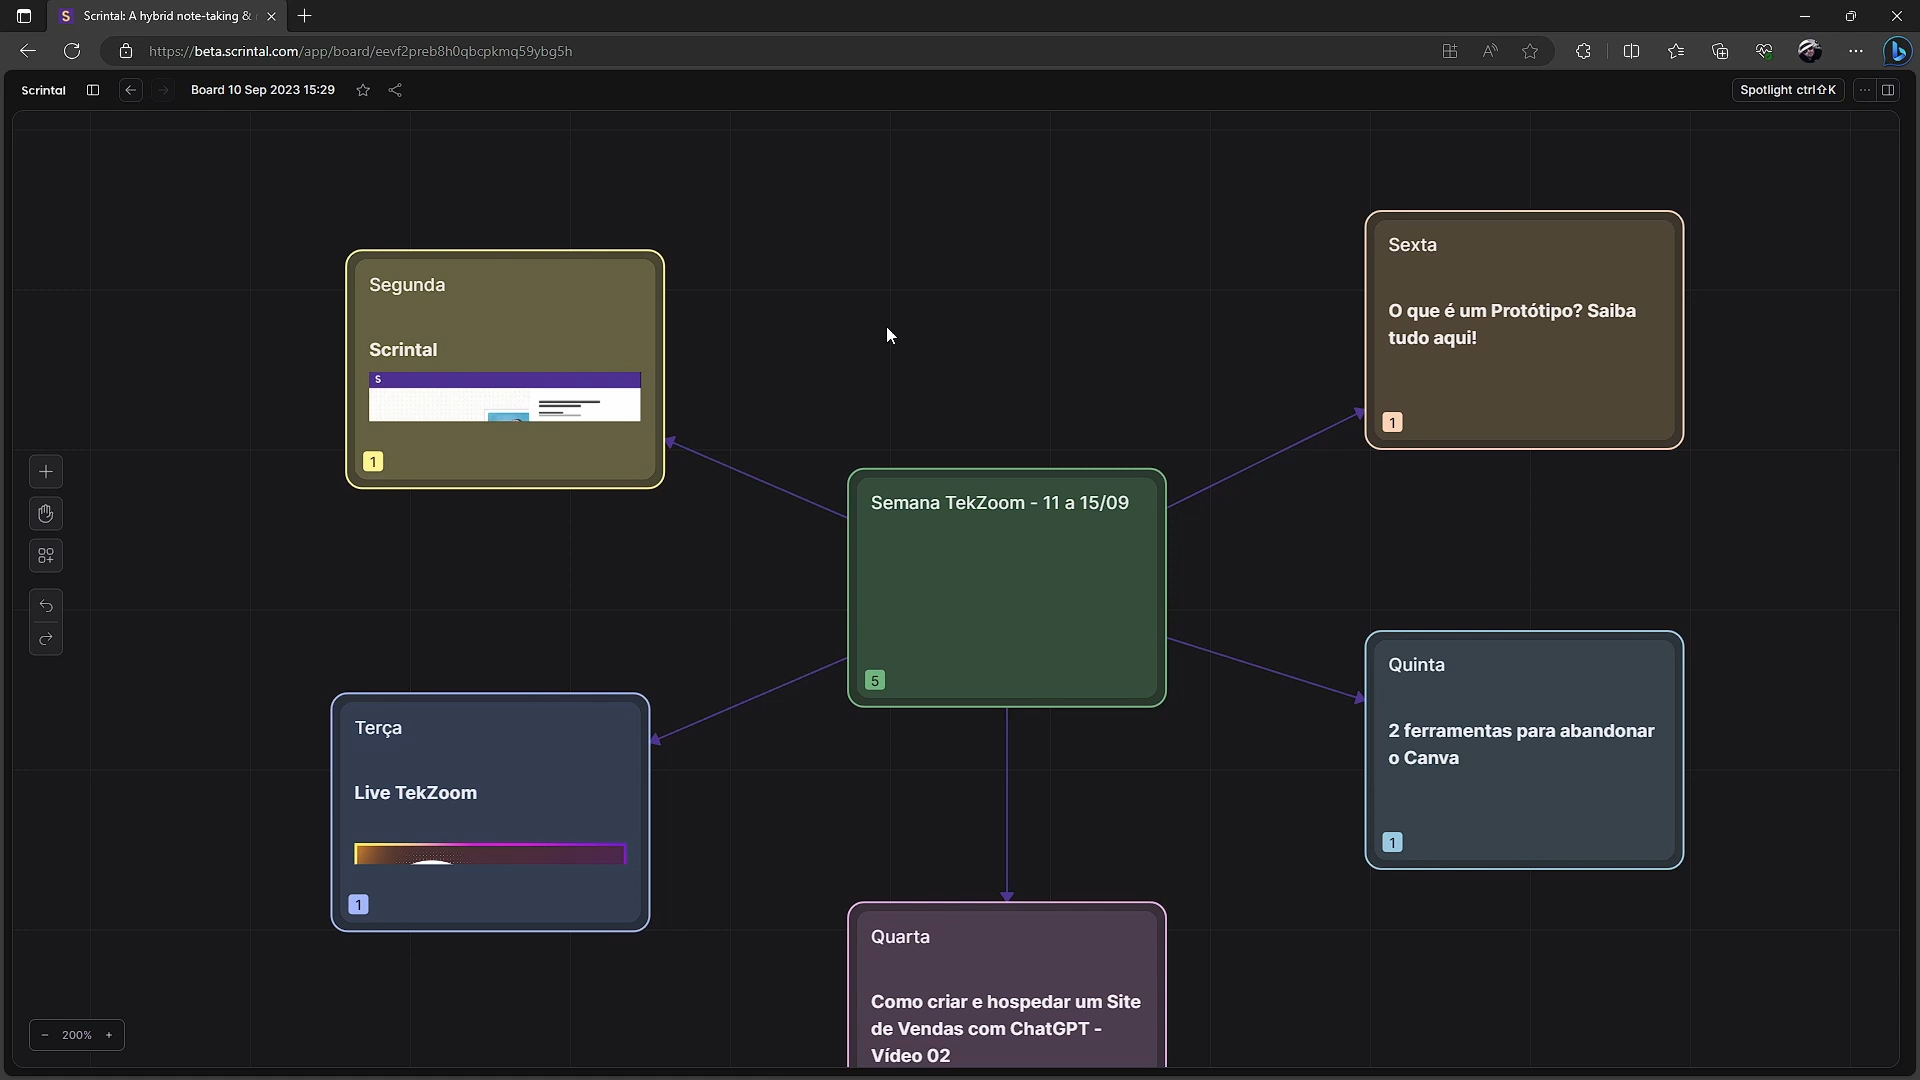 Scrintal: A hybrid note-taking &
https://beta.scrintal.com/app/board/eevf2preb8h0qbcpkmq59ybg5h
Scrintal
Board 10 Sep 2023 15:29
Spotlight ctrl⇧K
Segunda
Scrintal
S
1
Sexta
O que é um Protótipo? Saiba
tudo aqui!
1
Semana TekZoom - 11 a 15/09
5
Terça
Live TekZoom
1
Quinta
2 ferramentas para abandonar
o Canva
1
Quarta
Como criar e hospedar um Site
de Vendas com ChatGPT -
Vídeo 02
− 200% +